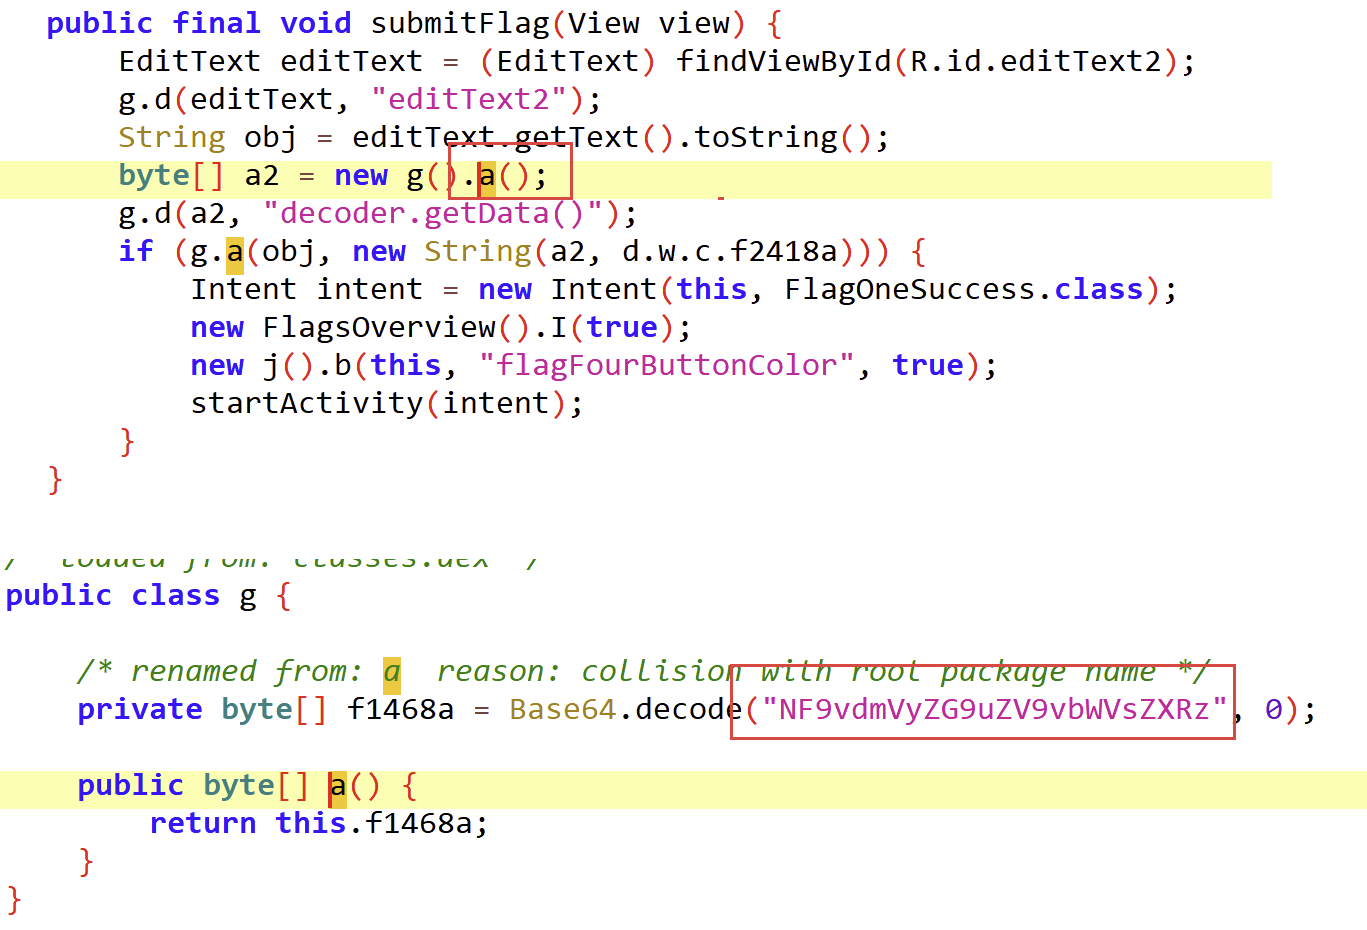 public final void submitFlag(View view) {
EditText editText = (EditText) findViewById(R.id.editText2);
g.d(editText, "editText2");
String obj = editText.getText().toString();
byte[] a2 = new g().a();
g.d(a2, "decoder.getData()");
if (g.a(obj, new String(a2, d.w.c.f2418a))) {
Intent intent = new Intent(this, FlagOneSuccess.class);
new FlagsOverview().I(true);
new j().b(this, "flagFourButtonColor", true);
startActivity(intent);
}
}
/* loaded from: classes.dex */
public class g {
/* renamed from: a  reason: collision with root package name */
private byte[] f1468a = Base64.decode("NF9vdmVyZG9uZV9vbWVsZXRz", 0);
public byte[] a() {
return this.f1468a;
}
}